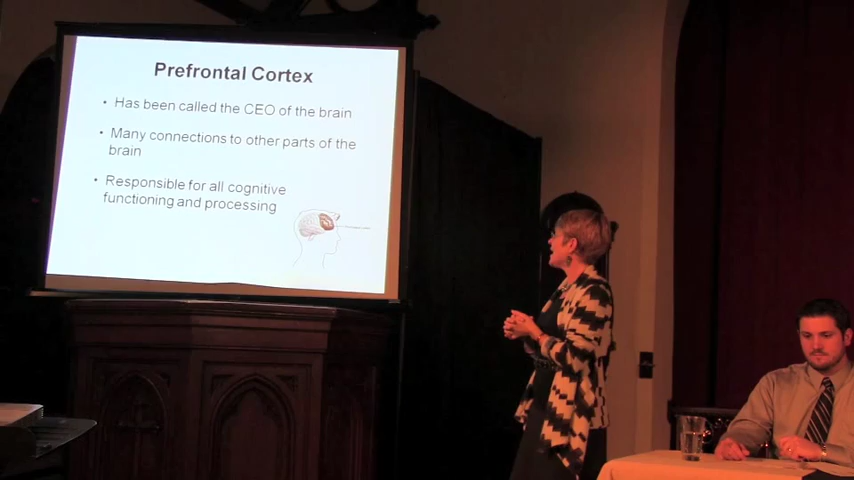 Prefrontal Cortex
• Has been called the CEO of the brain
• Many connections to other parts of the
brain
• Responsible for all cognitive
functioning and processing